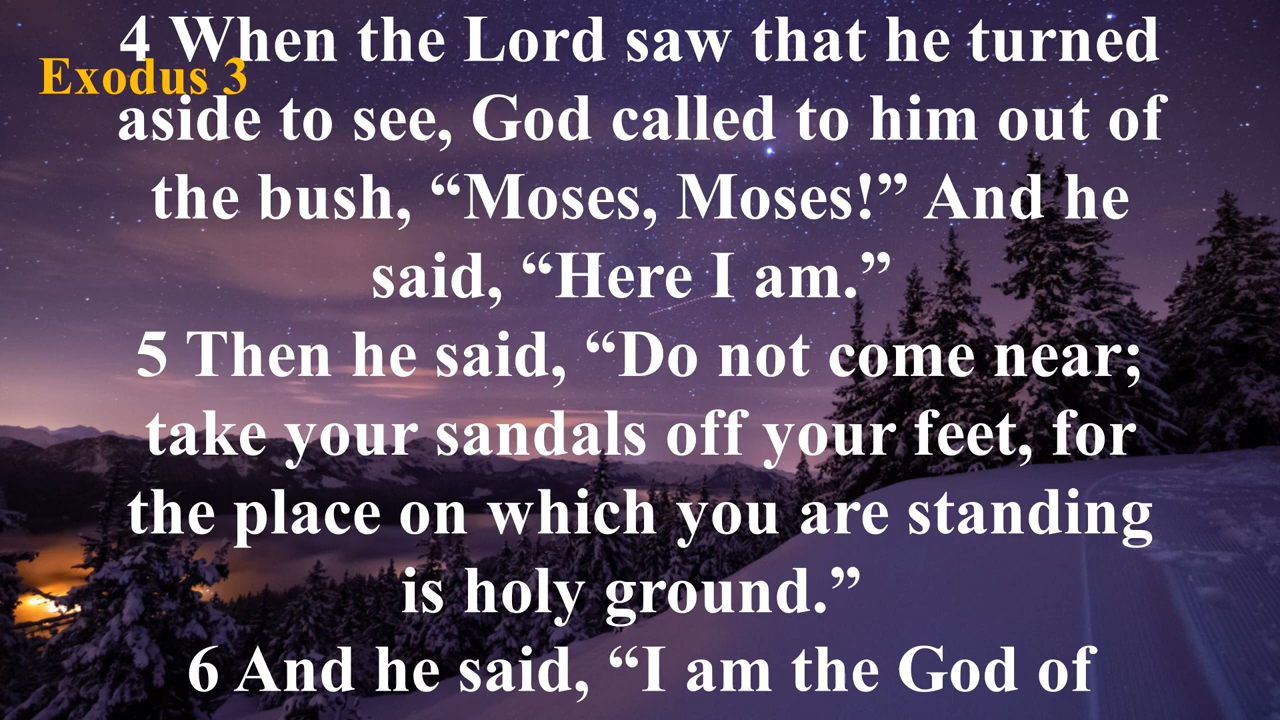 4 When the Lord saw that he turned
Exodus 3
aside to see, God called to him out of
the bush, “Moses, Moses!” And he
said, “Here I am.”
5 Then he said, “Do not come near;
take your sandals off your feet, for
the place on which you are standing
is holy ground.”
6 And he said, “I am the God of